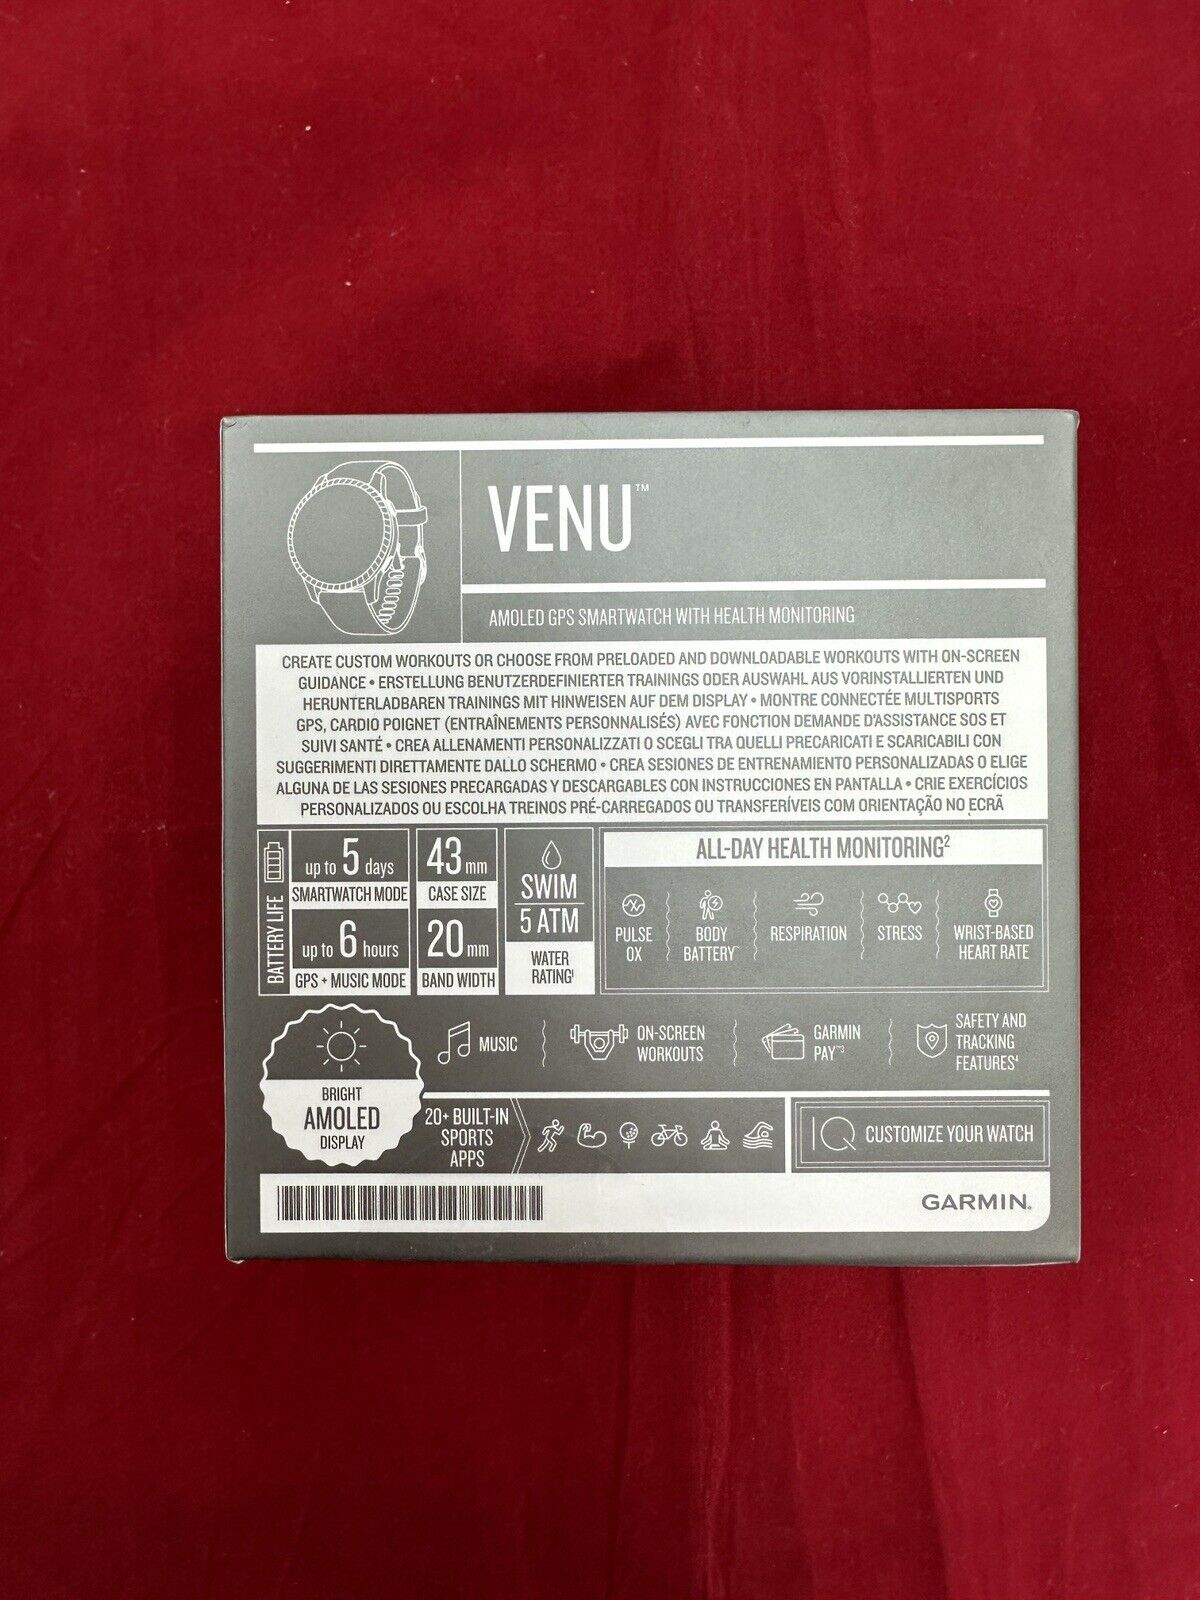 VENU™
AMOLED GPS SMARTWATCH WITH HEALTH MONITORING
CREATE CUSTOM WORKOUTS OR CHOOSE FROM PRELOADED AND DOWNLOADABLE WORKOUTS WITH ON-SCREEN
GUIDANCE • ERSTELLUNG BENUTZERDEFINIERTER TRAININGS ODER AUSWAHL AUS VORINSTALLIERTEN UND
HERUNTERLADBAREN TRAININGS MIT HINWEISEN AUF DEM DISPLAY • MONTRE CONNECTÉE MULTISPORTS
GPS, CARDIO POIGNET (ENTRAÎNEMENTS PERSONNALISÉS) AVEC FONCTION DEMANDE D'ASSISTANCE SOS ET
SUIVI SANTÉ • CREA ALLENAMENTI PERSONALIZZATI O SCEGLI TRA QUELLI PRECARICATI E SCARICABILI CON
SUGGERIMENTI DIRETTAMENTE DALLO SCHERMO • CREA SESIONES DE ENTRENAMIENTO PERSONALIZADAS O ELIGE
ALGUNA DE LAS SESIONES PRECARGADAS Y DESCARGABLES CON INSTRUCCIONES EN PANTALLA • CRIE EXERCÍCIOS
PERSONALIZADOS OU ESCOLHA TREINOS PRÉ-CARREGADOS OU TRANSFERÍVEIS COM ORIENTAÇÃO NO ECRÃ
BATTERY LIFE
up to 5 days
SMARTWATCH MODE
up to 6 hours
GPS + MUSIC MODE
43 mm
CASE SIZE
20 mm
BAND WIDTH
SWIM
5 ATM
WATER
RATING¹
ALL-DAY HEALTH MONITORING²
PULSE
OX
BODY
BATTERY™
RESPIRATION
STRESS
WRIST-BASED
HEART RATE
BRIGHT
AMOLED
DISPLAY
MUSIC
ON-SCREEN
WORKOUTS
GARMIN
PAY™³
SAFETY AND
TRACKING
FEATURES⁴
20+ BUILT-IN
SPORTS
APPS
IQ CUSTOMIZE YOUR WATCH
GARMIN.